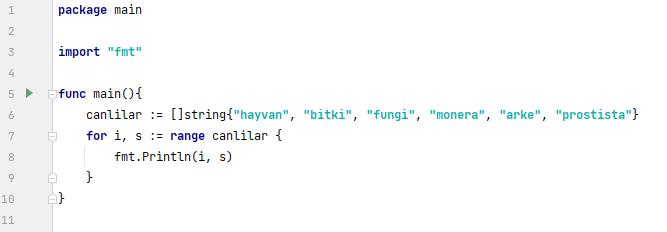 1 package main
2
3 import "fmt"
4
5 func main(){
6 canlilar := []string{"hayvan", "bitki", "fungi", "monera", "arke", "prostista"}
7 for i, s := range canlilar {
8 fmt.Println(i, s)
9 }
10 }
11